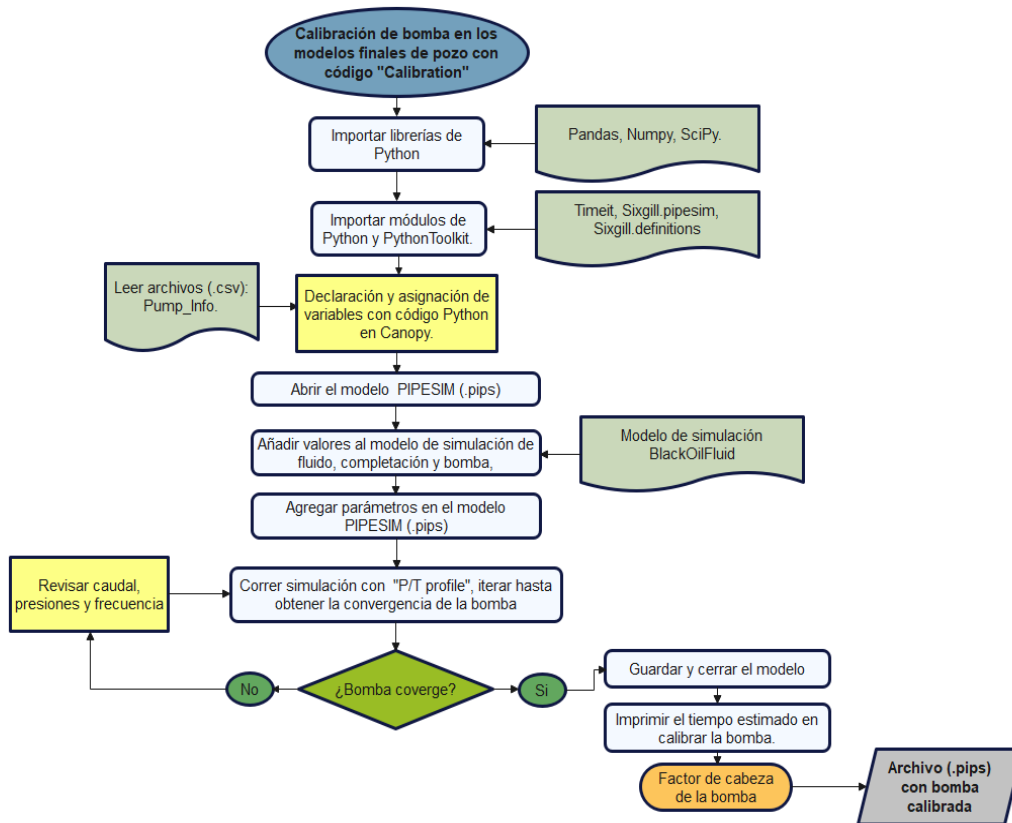 Calibración de bomba en los
modelos finales de pozo con
código "Calibration"
Importar librerías de
Python
Pandas, Numpy, SciPy.
Importar módulos de
Python y PythonToolkit.
Timeit, Sixgill.pipesim,
Sixgill.definitions
Leer archivos (.csv):
Pump_Info.
Declaración y asignación de
variables con código Python
en Canopy.
Abrir el modelo PIPESIM (.pips)
Añadir valores al modelo de simulación de
fluido, completación y bomba,
Modelo de simulación
BlackOilFluid
Agregar parámetros en el modelo
PIPESIM (.pips)
Revisar caudal,
presiones y frecuencia
Correr simulación con "P/T profile", iterar hasta
obtener la convergencia de la bomba
No
¿Bomba coverge?
Si
Guardar y cerrar el modelo
Imprimir el tiempo estimado en
calibrar la bomba.
Factor de cabeza
de la bomba
Archivo (.pips)
con bomba
calibrada